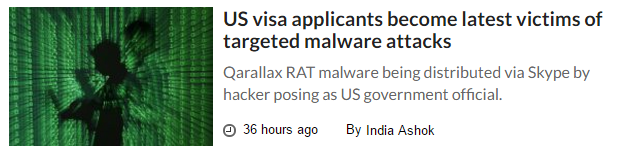 US visa applicants become latest victims of
targeted malware attacks
Qarallax RAT malware being distributed via Skype by
hacker posing as US government official.
36 hours ago By India Ashok